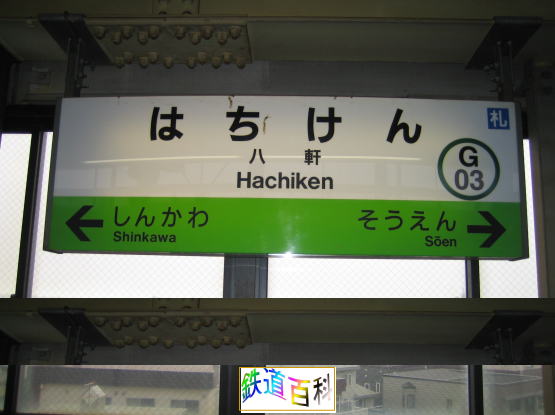 はちけん
札
八軒
G
03
Hachiken
しんかわ
Shinkawa
そうえん
Sōen
鉄道百科